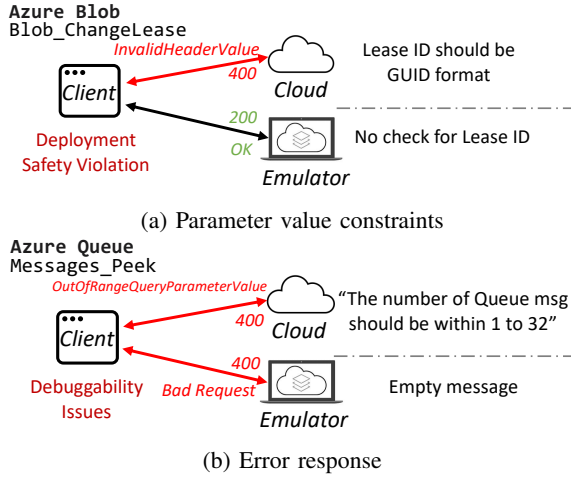 Azure Blob
Blob_ChangeLease
InvalidHeaderValue
400
Client
Cloud
Lease ID should be
GUID format
Deployment
Safety Violation
200
OK
Emulator
No check for Lease ID
(a) Parameter value constraints
Azure Queue
Messages_Peek
OutOfRangeQueryParameterValue
400
Client
Cloud
“The number of Queue msg
should be within 1 to 32”
Debuggability
Issues
400
Bad Request
Emulator
Empty message
(b) Error response